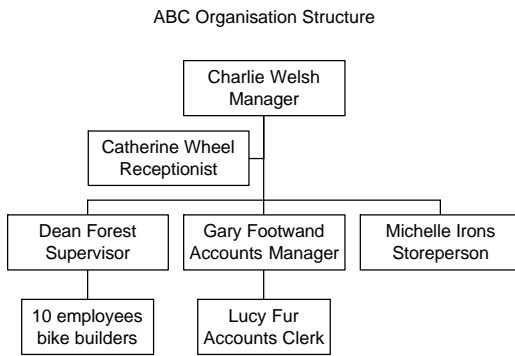 ABC Organisation Structure
Charlie Welsh
Manager
Catherine Wheel
Receptionist
Dean Forest
Supervisor
Gary Footwand
Accounts Manager
Michelle Irons
Storeperson
10 employees
bike builders
Lucy Fur
Accounts Clerk